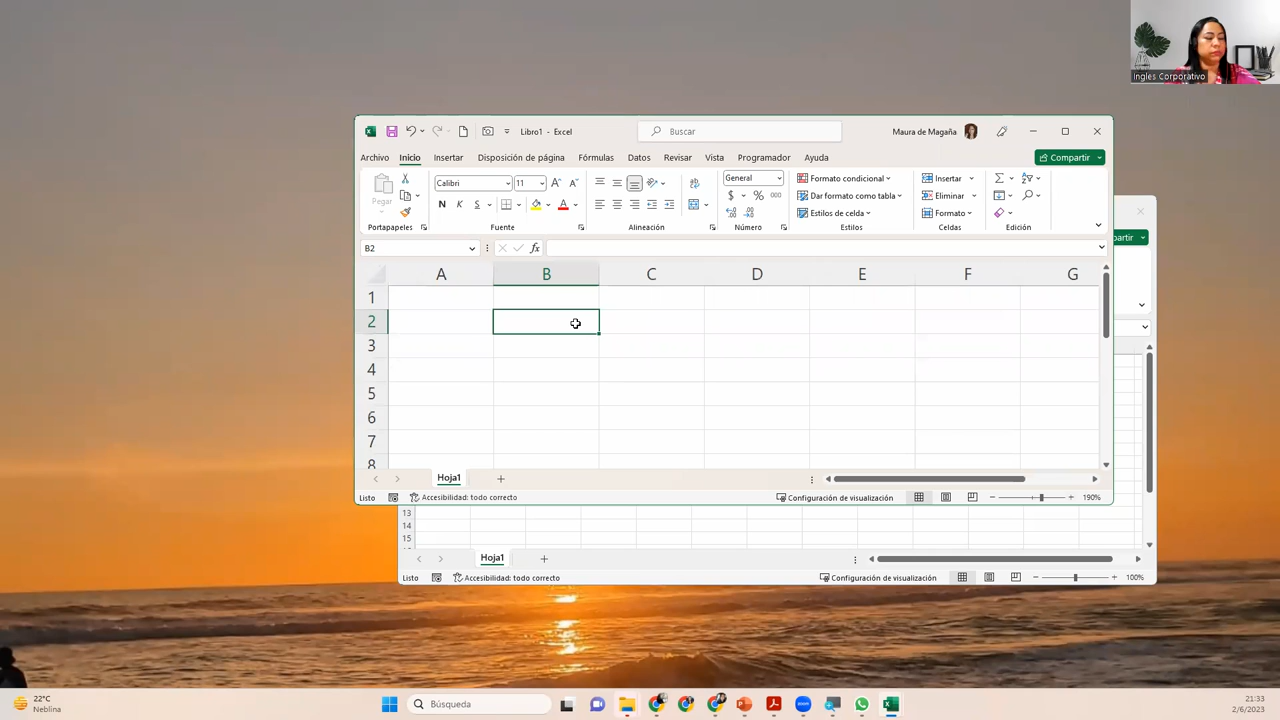 Ingles Corporativo
Libro1 - Excel
Buscar
Maura de Magaña
Archivo Inicio Insertar Disposición de página Fórmulas Datos Revisar Vista Programador Ayuda Compartir
Pegar
Calibri 11
General
Formato condicional
Insertar
Dar formato como tabla
Eliminar
N K S
$ % 000
Estilos de celda
Formato
Portapapeles Fuente Alineación Número Estilos Celdas Edición
partir
B2 fx
A B C D E F G
1
2
3
4
5
6
7
8
Hoja1
Listo Accesibilidad: todo correcto Configuración de visualización 190%
13
14
15
Hoja1
Listo Accesibilidad: todo correcto Configuración de visualización 100%
22°C
Neblina
Búsqueda
21:33
2/6/2023